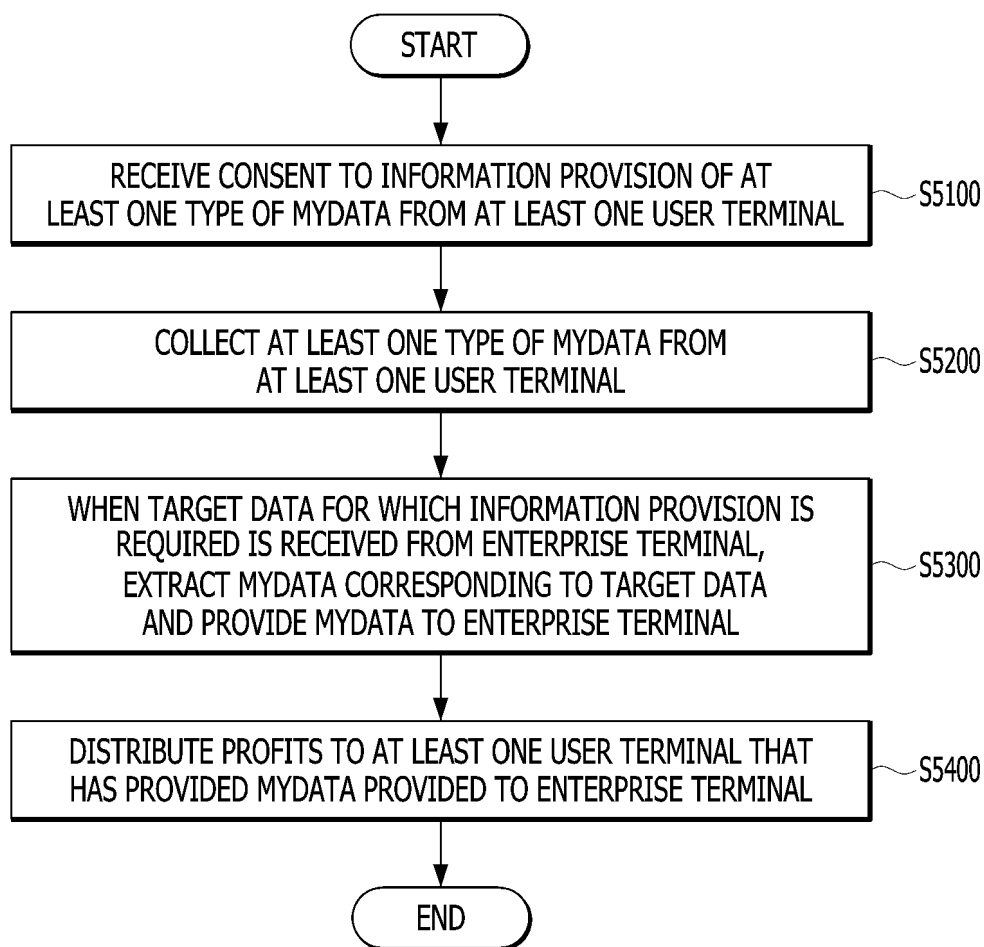 START
RECEIVE CONSENT TO INFORMATION PROVISION OF AT
LEAST ONE TYPE OF MYDATA FROM AT LEAST ONE USER TERMINAL
S5100
COLLECT AT LEAST ONE TYPE OF MYDATA FROM
AT LEAST ONE USER TERMINAL
S5200
WHEN TARGET DATA FOR WHICH INFORMATION PROVISION IS
REQUIRED IS RECEIVED FROM ENTERPRISE TERMINAL,
EXTRACT MYDATA CORRESPONDING TO TARGET DATA
AND PROVIDE MYDATA TO ENTERPRISE TERMINAL
S5300
DISTRIBUTE PROFITS TO AT LEAST ONE USER TERMINAL THAT
HAS PROVIDED MYDATA PROVIDED TO ENTERPRISE TERMINAL
S5400
END